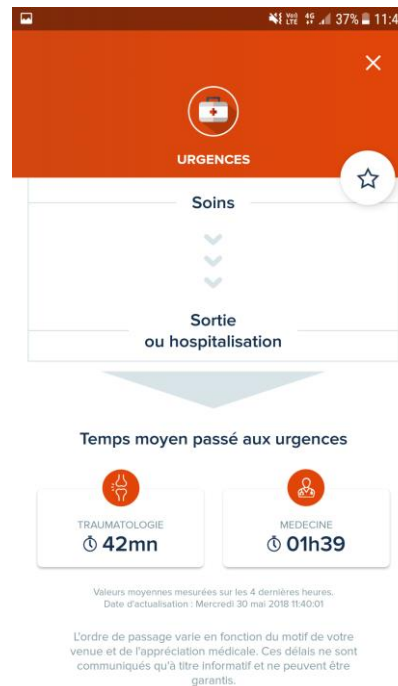 Voo) 4G 37% 11:4
LTE
URGENCES
Soins
Sortie
ou hospitalisation
Temps moyen passé aux urgences
TRAUMATOLOGIE
42mn
MEDECINE
01h39
Valeurs moyennes mesurées sur les 4 dernières heures.
Date d'actualisation : Mercredi 30 mai 2018 11:40:01
L'ordre de passage varie en fonction du motif de votre
venue et de l'appréciation médicale. Ces délais ne sont
communiqués qu'à titre informatif et ne peuvent être
garantis.